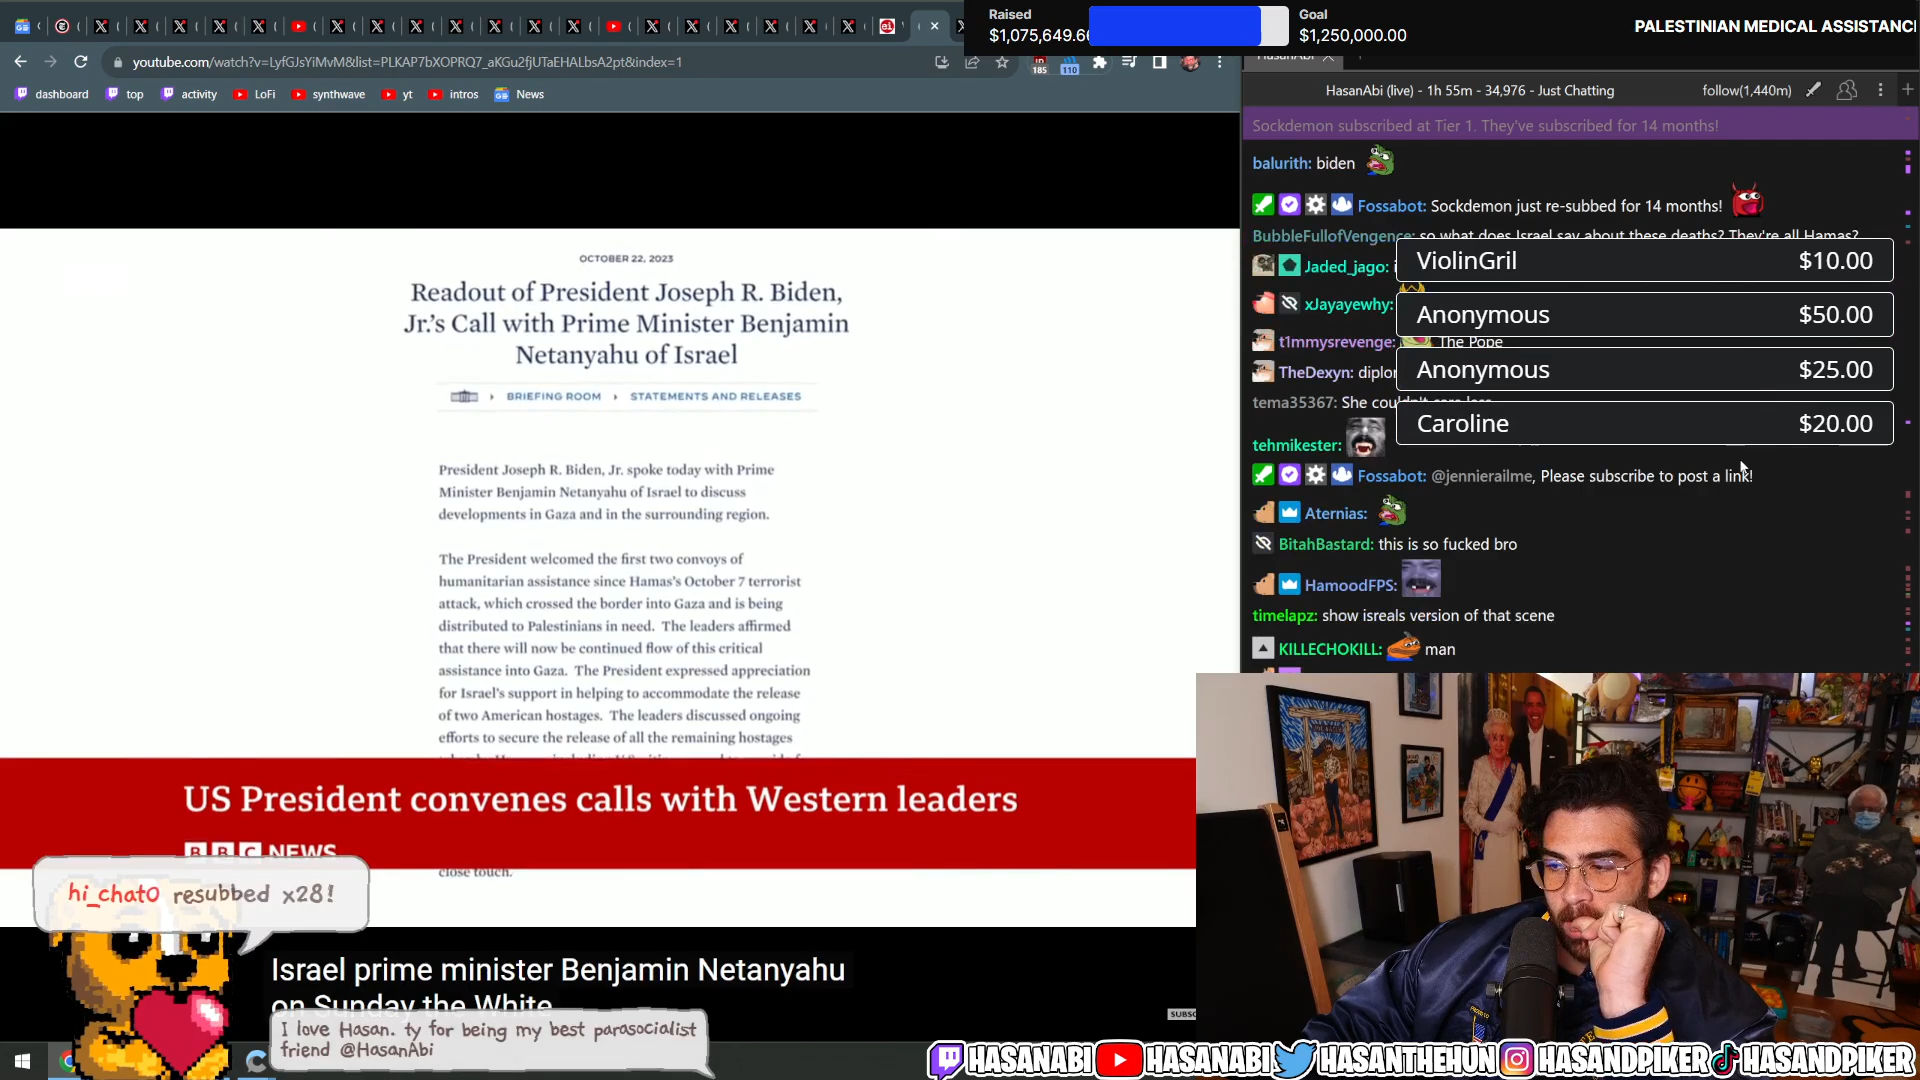 Raised
$1,075,649.6
Goal
$1,250,000.00
PALESTINIAN MEDICAL ASSISTANC
youtube.com/watch?v=LyfGJsYiMvM&list=PLKAP7bXOPRQ7_aKGu2fjUTaEHALbsA2pt&index=1
185
110
dashboard
top
activity
LoFi
synthwave
yt
intros
News
HasanAbi
HasanAbi (live) - 1h 55m - 34,976 - Just Chatting
follow(1,440m)
Sockdemon subscribed at Tier 1. They've subscribed for 14 months!
balurith: biden
Fossabot: Sockdemon just re-subbed for 14 months!
BubbleFullofVengence: so what does Israel say about these deaths? They're all Hamas?
Jaded_jago:
xJayayewhy:
t1mmysrevenge: The Pope
TheDexyn: diplor
tema35367: She couldn't care less
tehmikester:
Fossabot: @jennierailme, Please subscribe to post a link!
Aternias:
BitahBastard: this is so fucked bro
HamoodFPS:
timelapz: show isreals version of that scene
KILLECHOKILL: man
ViolinGril $10.00
Anonymous $50.00
Anonymous $25.00
Caroline $20.00
OCTOBER 22, 2023
Readout of President Joseph R. Biden,
Jr.'s Call with Prime Minister Benjamin
Netanyahu of Israel
BRIEFING ROOM › STATEMENTS AND RELEASES
President Joseph R. Biden, Jr. spoke today with Prime
Minister Benjamin Netanyahu of Israel to discuss
developments in Gaza and in the surrounding region.
The President welcomed the first two convoys of
humanitarian assistance since Hamas's October 7 terrorist
attack, which crossed the border into Gaza and is being
distributed to Palestinians in need. The leaders affirmed
that there will now be continued flow of this critical
assistance into Gaza. The President expressed appreciation
for Israel's support in helping to accommodate the release
of two American hostages. The leaders discussed ongoing
efforts to secure the release of all the remaining hostages
US President convenes calls with Western leaders
BBC NEWS
close touch.
hi_chat0 resubbed x28!
Israel prime minister Benjamin Netanyahu
on Sunday the White
I love Hasan. ty for being my best parasocialist
friend @HasanAbi
SUBSC
HASANABI HASANABI HASANTHEHUN HASANDPIKER HASANDPIKER